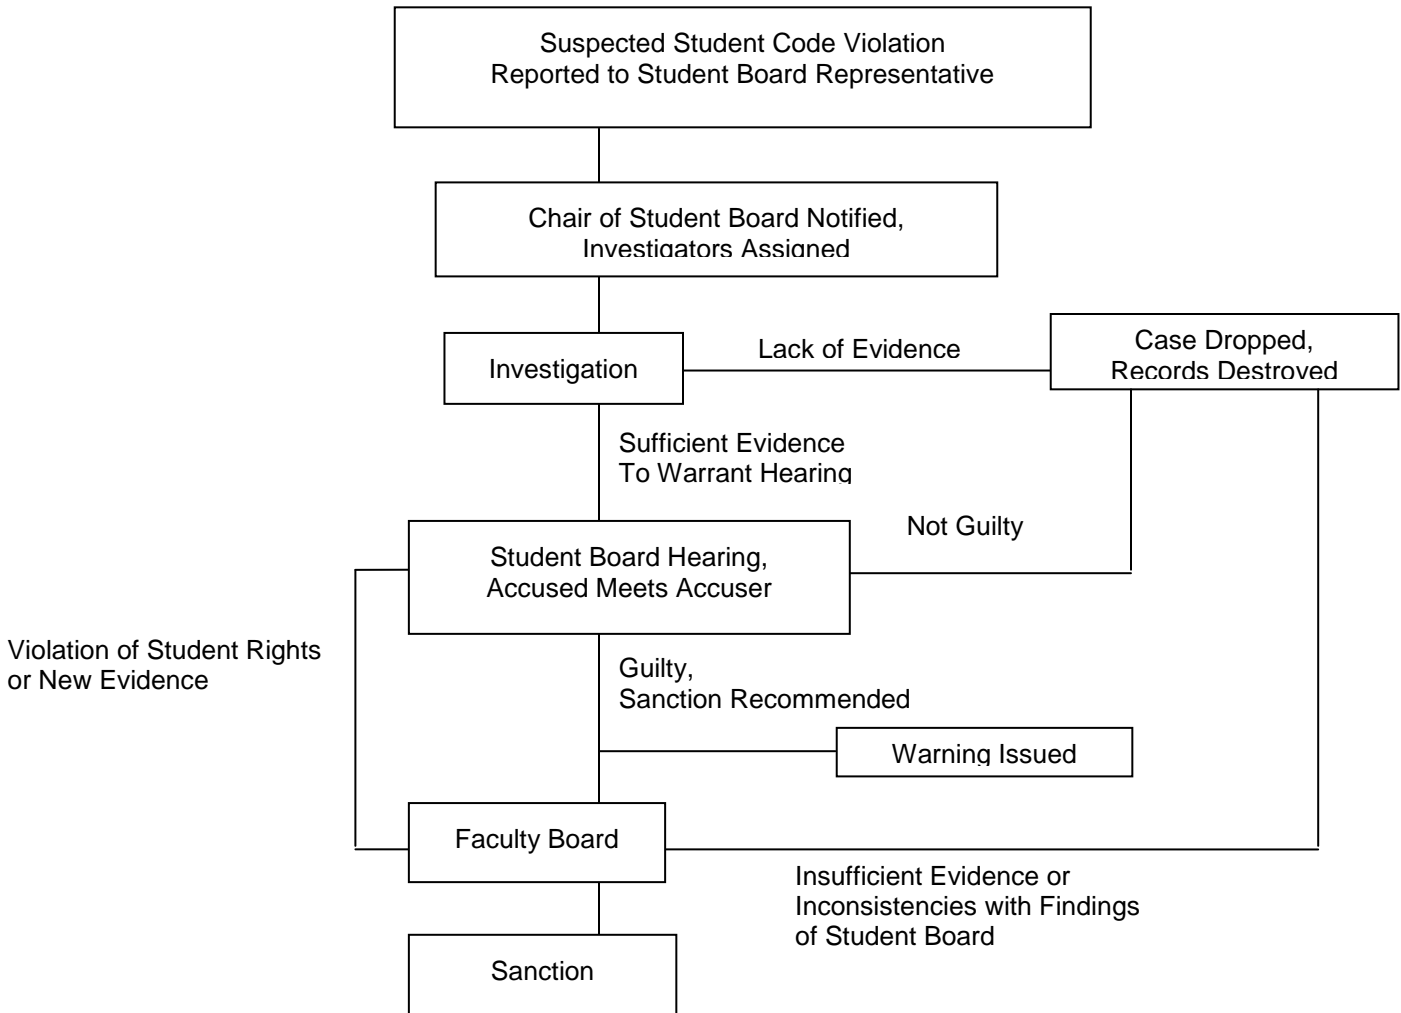 Suspected Student Code Violation
Reported to Student Board Representative
Chair of Student Board Notified,
Investigators Assigned
Investigation
Lack of Evidence
Case Dropped,
Records Destroyed
Sufficient Evidence
To Warrant Hearing
Not Guilty
Student Board Hearing,
Accused Meets Accuser
Violation of Student Rights
or New Evidence
Guilty,
Sanction Recommended
Warning Issued
Faculty Board
Insufficient Evidence or
Inconsistencies with Findings
of Student Board
Sanction